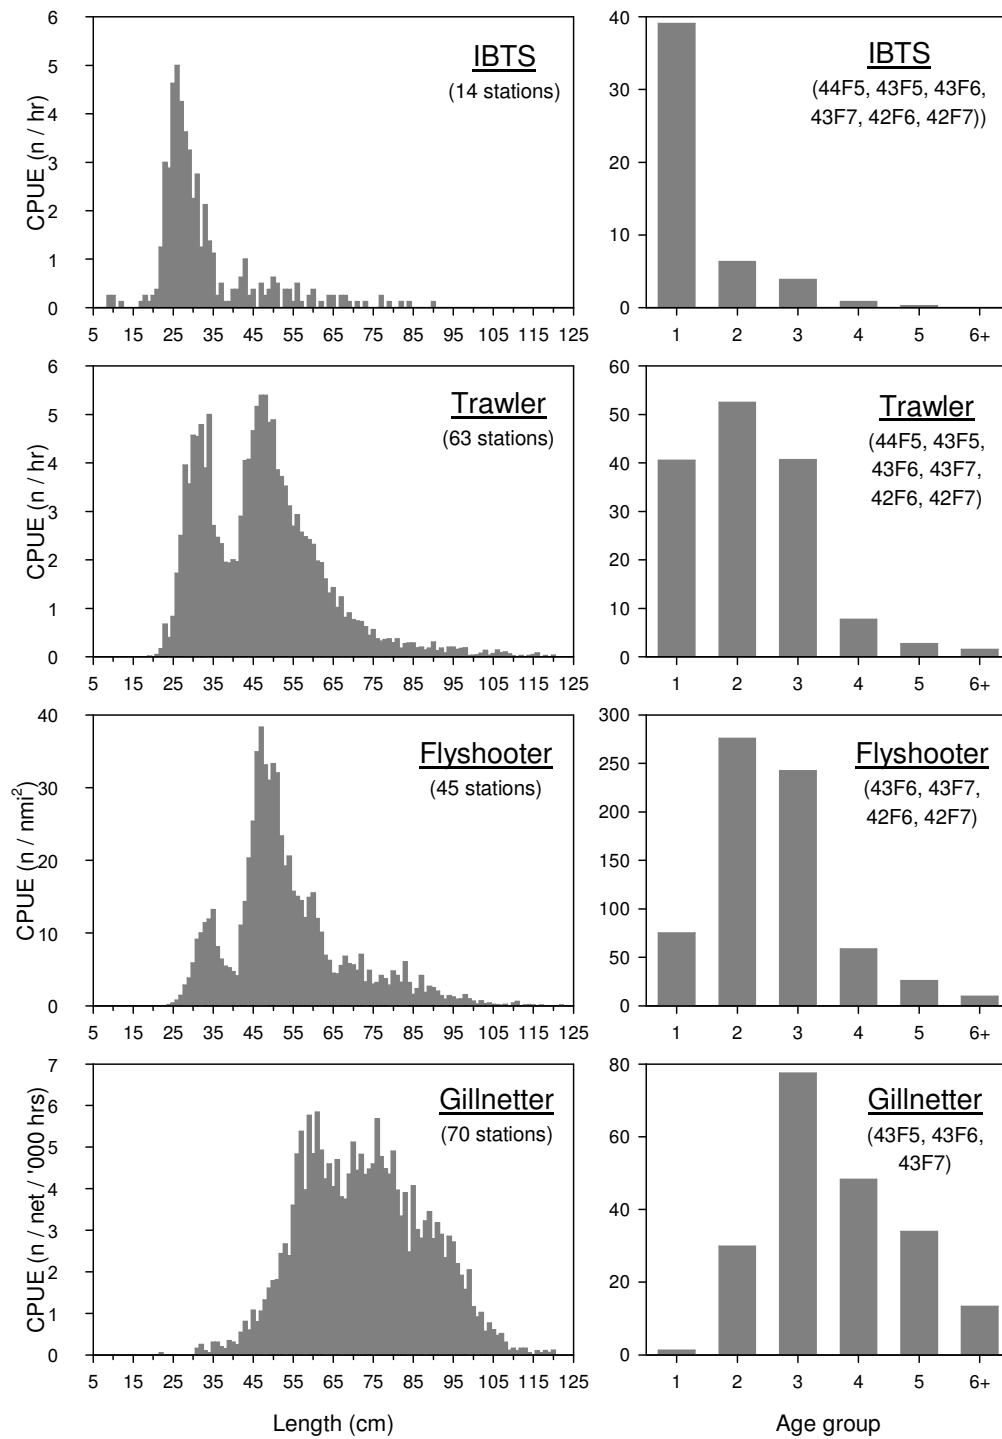 6
5
4
3
2
1
0
CPUE (n / hr)
IBTS
(14 stations)
5 15 25 35 45 55 65 75 85 95 105 115 125
40
30
20
10
0
IBTS
(44F5, 43F5, 43F6,
43F7, 42F6, 42F7))
1 2 3 4 5 6+
6
5
4
3
2
1
0
CPUE (n / hr)
Trawler
(63 stations)
5 15 25 35 45 55 65 75 85 95 105 115 125
60
50
40
30
20
10
0
Trawler
(44F5, 43F5,
43F6, 43F7,
42F6, 42F7)
1 2 3 4 5 6+
40
30
20
10
0
CPUE (n / nmi²)
Flyshooter
(45 stations)
5 15 25 35 45 55 65 75 85 95 105 115 125
300
250
200
150
100
50
0
Flyshooter
(43F6, 43F7,
42F6, 42F7)
1 2 3 4 5 6+
7
6
5
4
3
2
1
0
CPUE (n / net / '000 hrs)
Gillnetter
(70 stations)
5 15 25 35 45 55 65 75 85 95 105 115 125
Length (cm)
80
60
40
20
0
Gillnetter
(43F5, 43F6,
43F7)
1 2 3 4 5 6+
Age group